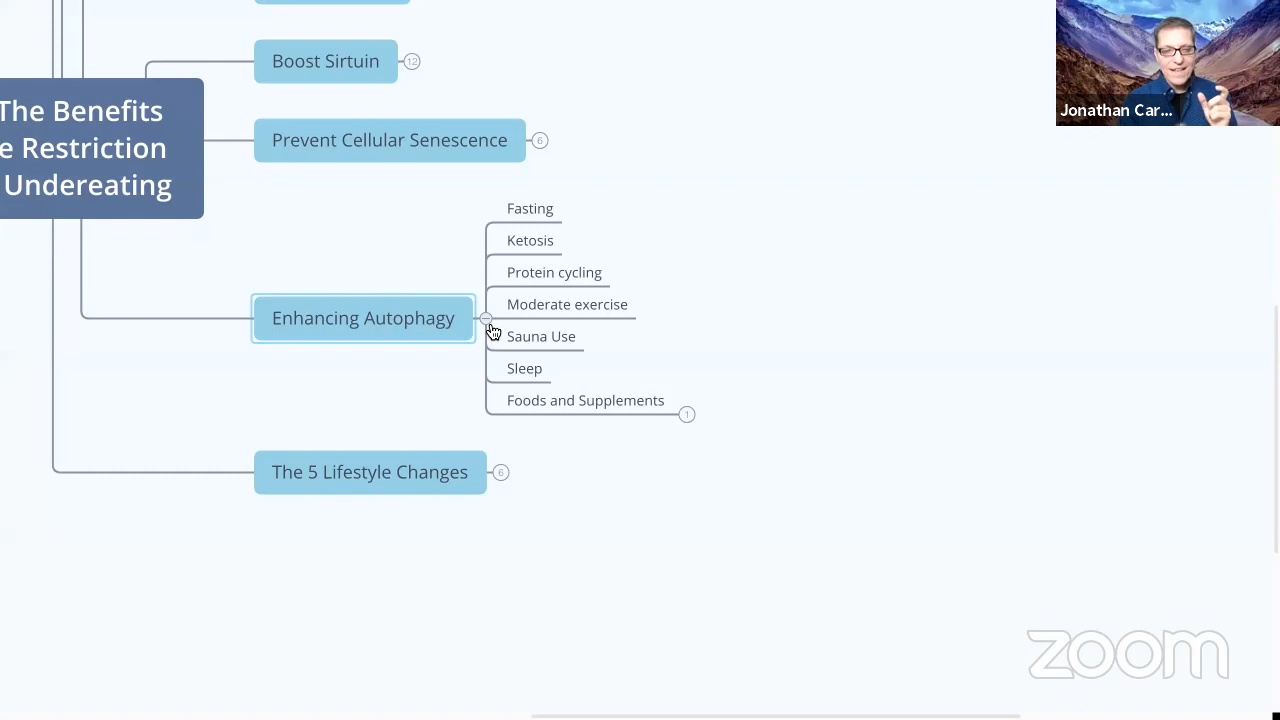 Boost Sirtuin
12
The Benefits
e Restriction
Undereating
Prevent Cellular Senescence
6
Enhancing Autophagy
Fasting
Ketosis
Protein cycling
Moderate exercise
Sauna Use
Sleep
Foods and Supplements
1
The 5 Lifestyle Changes
6
Jonathan Car...
zoom